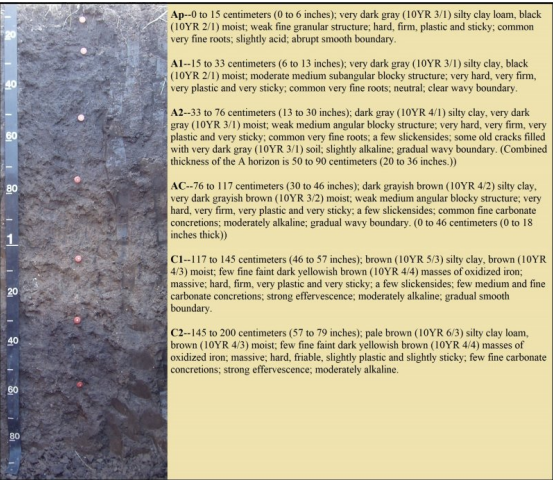 20
40
60
80
1
20
40
60
80
Ap--0 to 15 centimeters (0 to 6 inches); very dark gray (10YR 3/1) silty clay loam, black
(10YR 2/1) moist; weak fine granular structure; hard, firm, plastic and sticky; common
very fine roots; slightly acid; abrupt smooth boundary.
A1--15 to 33 centimeters (6 to 13 inches); very dark gray (10YR 3/1) silty clay, black
(10YR 2/1) moist; moderate medium subangular blocky structure; very hard, very firm,
very plastic and very sticky; common very fine roots; neutral; clear wavy boundary.
A2--33 to 76 centimeters (13 to 30 inches); dark gray (10YR 4/1) silty clay, very dark
gray (10YR 3/1) moist; weak medium angular blocky structure; very hard, very firm, very
plastic and very sticky; common very fine roots; a few slickensides; some old cracks filled
with very dark gray (10YR 3/1) soil; slightly alkaline; gradual wavy boundary. (Combined
thickness of the A horizon is 50 to 90 centimeters (20 to 36 inches.))
AC--76 to 117 centimeters (30 to 46 inches); dark grayish brown (10YR 4/2) silty clay,
very dark grayish brown (10YR 3/2) moist; weak medium angular blocky structure; very
hard, very firm, very plastic and very sticky; a few slickensides; common fine carbonate
concretions; moderately alkaline; gradual wavy boundary. (0 to 46 centimeters (0 to 18
inches thick))
C1--117 to 145 centimeters (46 to 57 inches); brown (10YR 5/3) silty clay, brown (10YR
4/3) moist; few fine faint dark yellowish brown (10YR 4/4) masses of oxidized iron;
massive; hard, firm, very plastic and very sticky; a few slickensides; few medium and fine
carbonate concretions; strong effervescence; moderately alkaline; gradual smooth
boundary.
C2--145 to 200 centimeters (57 to 79 inches); pale brown (10YR 6/3) silty clay loam,
brown (10YR 4/3) moist; few fine faint dark yellowish brown (10YR 4/4) masses of
oxidized iron; massive; hard, friable, slightly plastic and slightly sticky; few fine carbonate
concretions; strong effervescence; moderately alkaline.